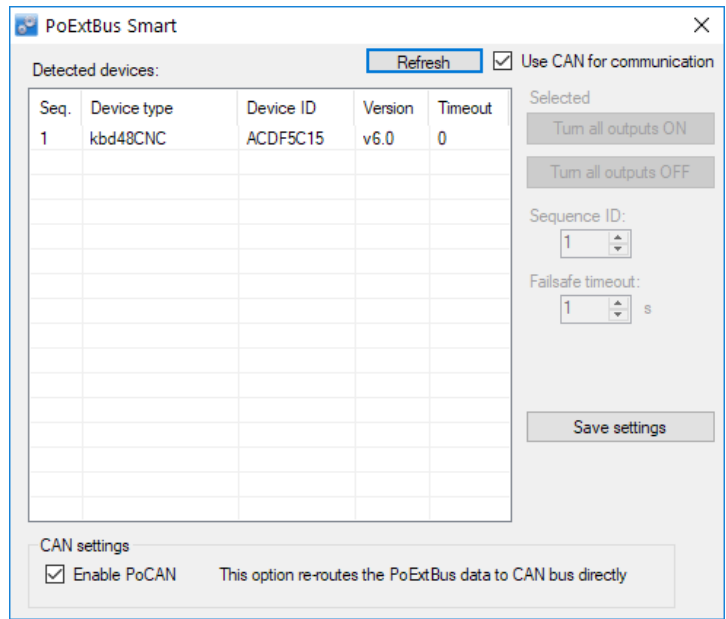 PoExtBus Smart
Detected devices:
Refresh
Use CAN for communication
Seq. Device type Device ID Version Timeout
1 kbd48CNC ACDF5C15 v6.0 0
Selected
Turn all outputs ON
Turn all outputs OFF
Sequence ID:
1
Failsafe timeout:
1 s
Save settings
CAN settings
Enable PoCAN This option re-routes the PoExtBus data to CAN bus directly